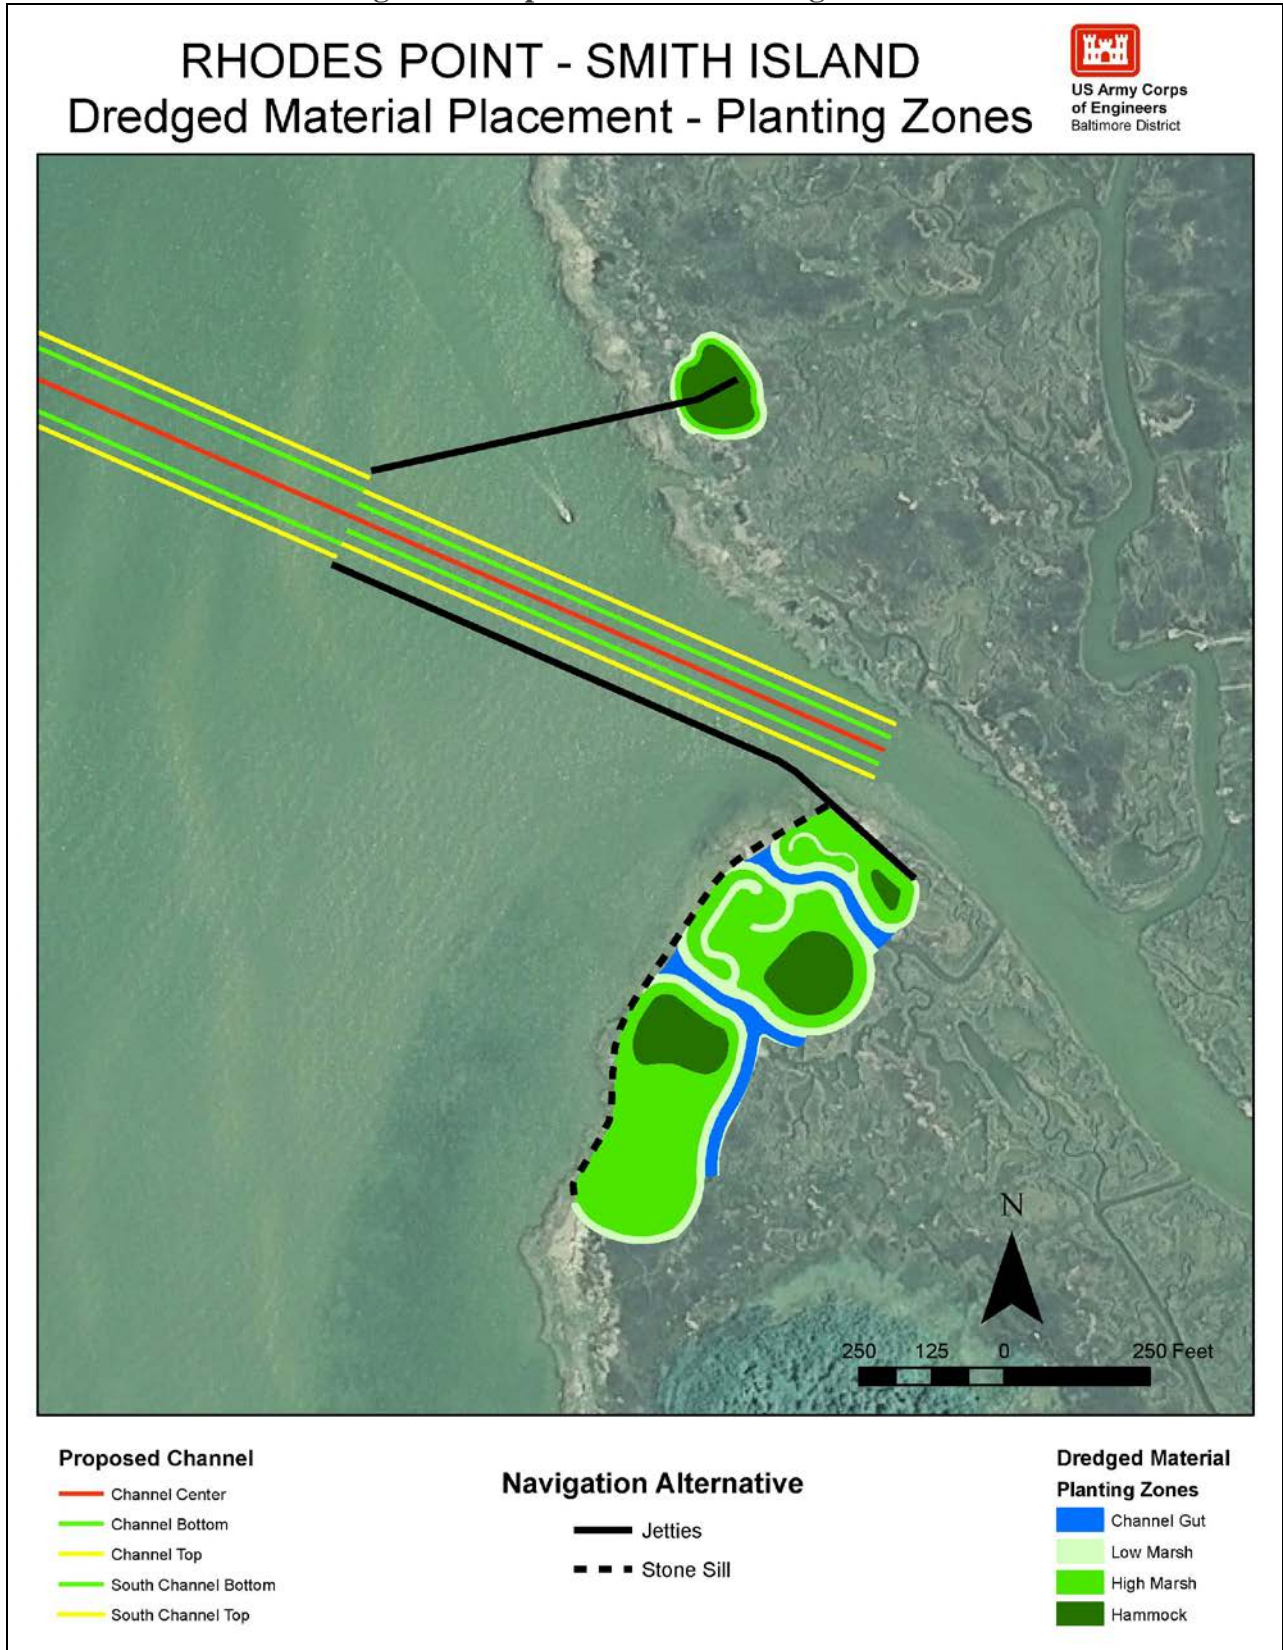 RHODES POINT - SMITH ISLAND
Dredged Material Placement - Planting Zones
US Army Corps
of Engineers
Baltimore District
N
250 125 0 250 Feet
Proposed Channel
Channel Center
Channel Bottom
Channel Top
South Channel Bottom
South Channel Top
Navigation Alternative
Jetties
Stone Sill
Dredged Material
Planting Zones
Channel Gut
Low Marsh
High Marsh
Hammock